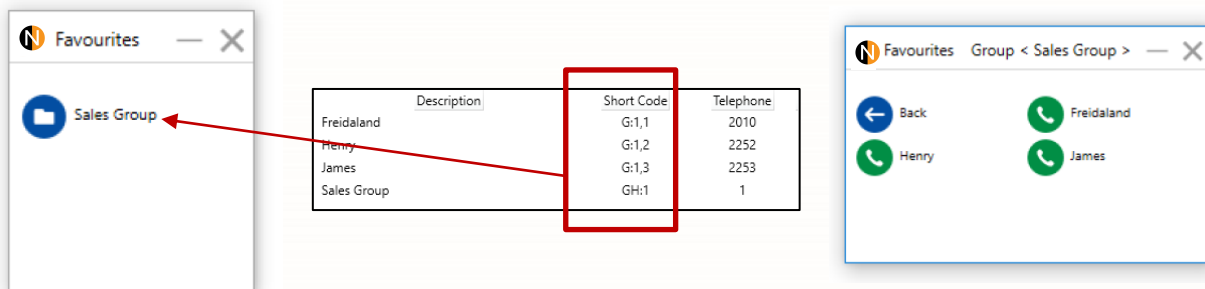 Favourites
Sales Group
Description Short Code Telephone
Freidaland G:1,1 2010
Henry G:1,2 2252
James G:1,3 2253
Sales Group GH:1 1
Favourites Group < Sales Group >
Back Freidaland
Henry James